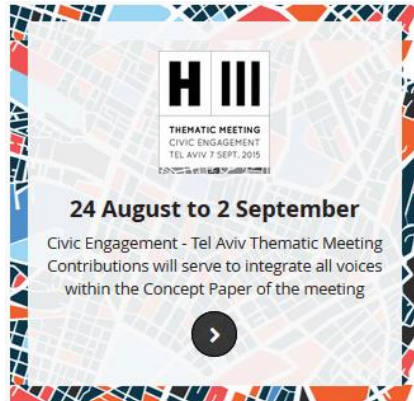 H III
THEMATIC MEETING
CIVIC ENGAGEMENT
TEL AVIV 7 SEPT. 2015
24 August to 2 September
Civic Engagement - Tel Aviv Thematic Meeting
Contributions will serve to integrate all voices
within the Concept Paper of the meeting